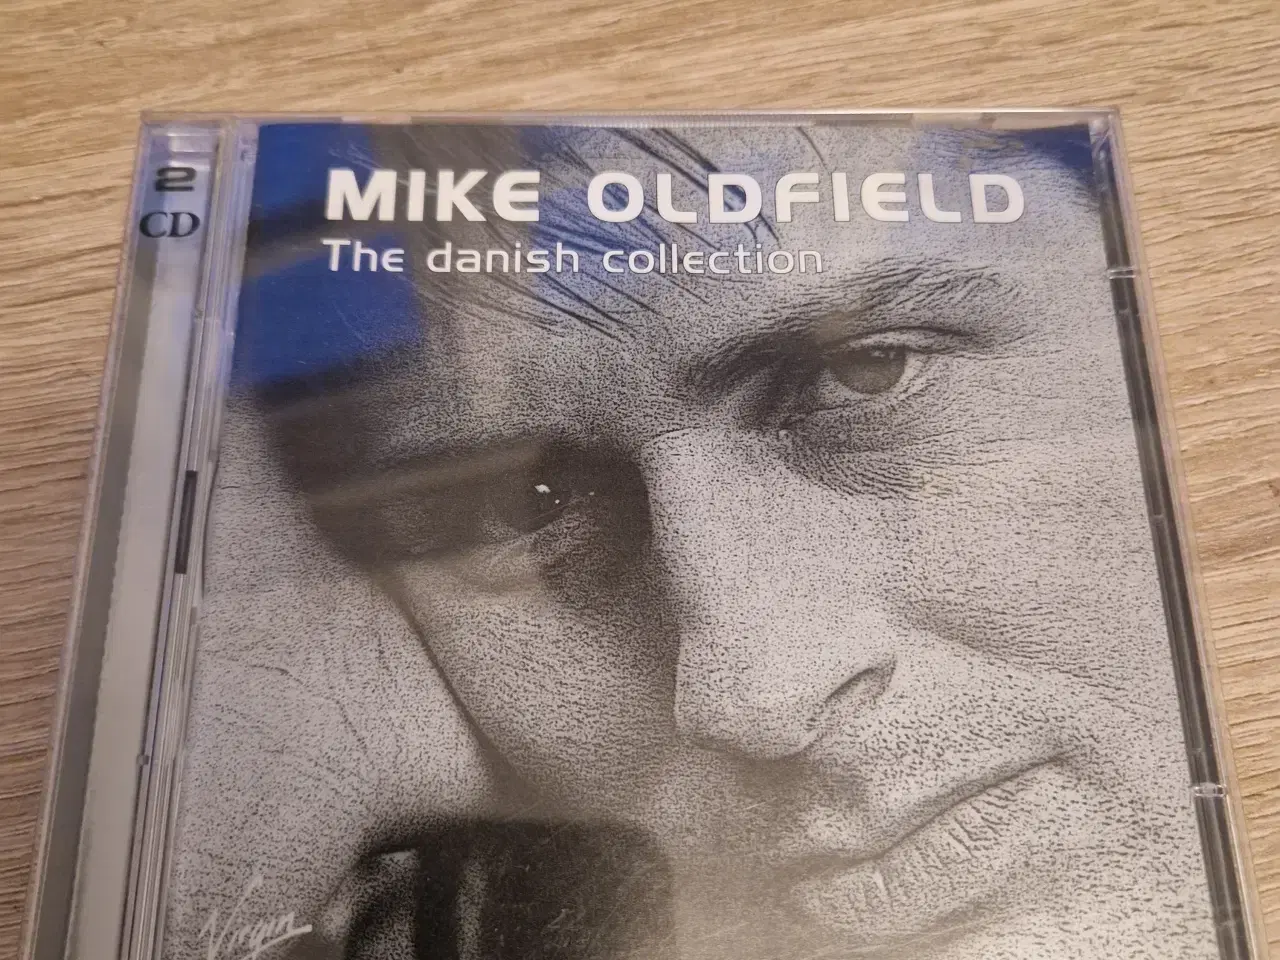 2
CD
MIKE OLDFIELD
The danish collection
Virgin